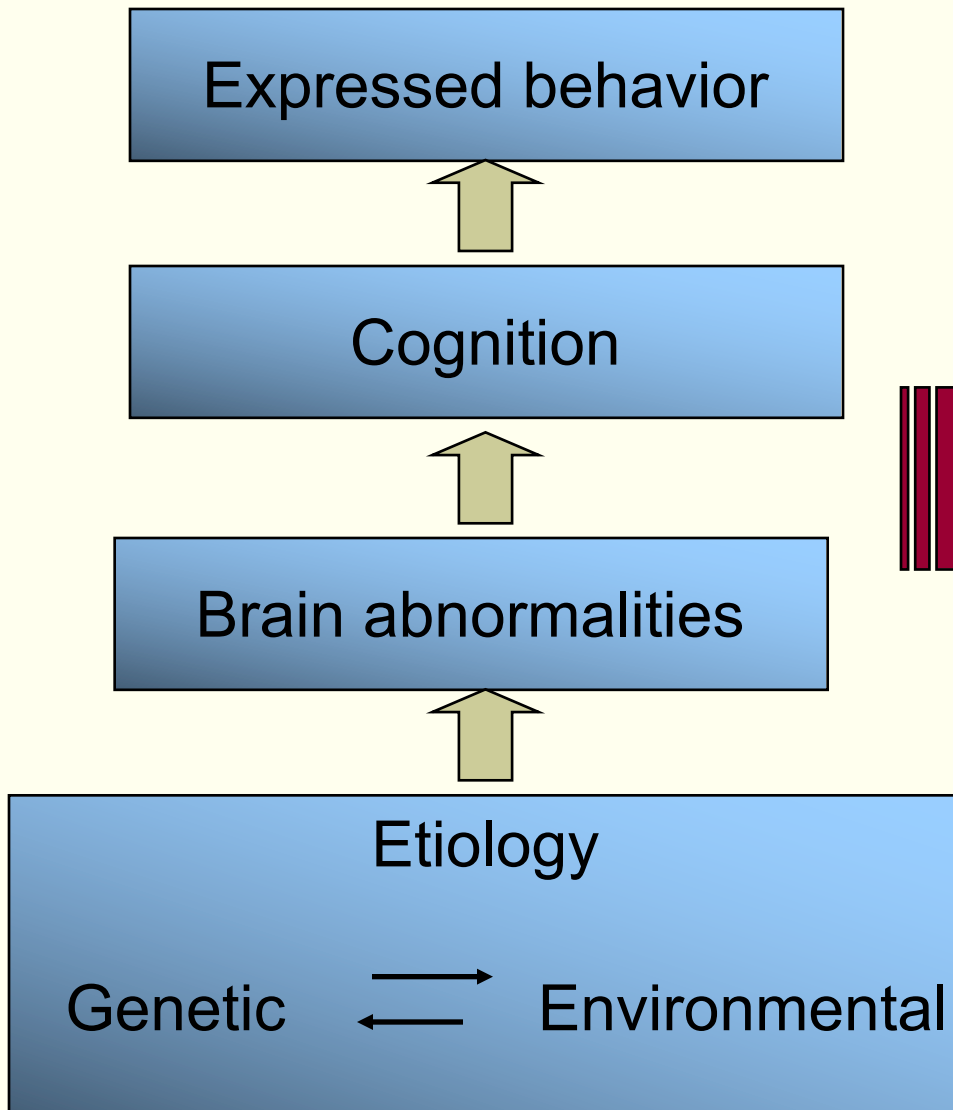 Expressed behavior
Cognition
Brain abnormalities
Etiology
Genetic Environmental